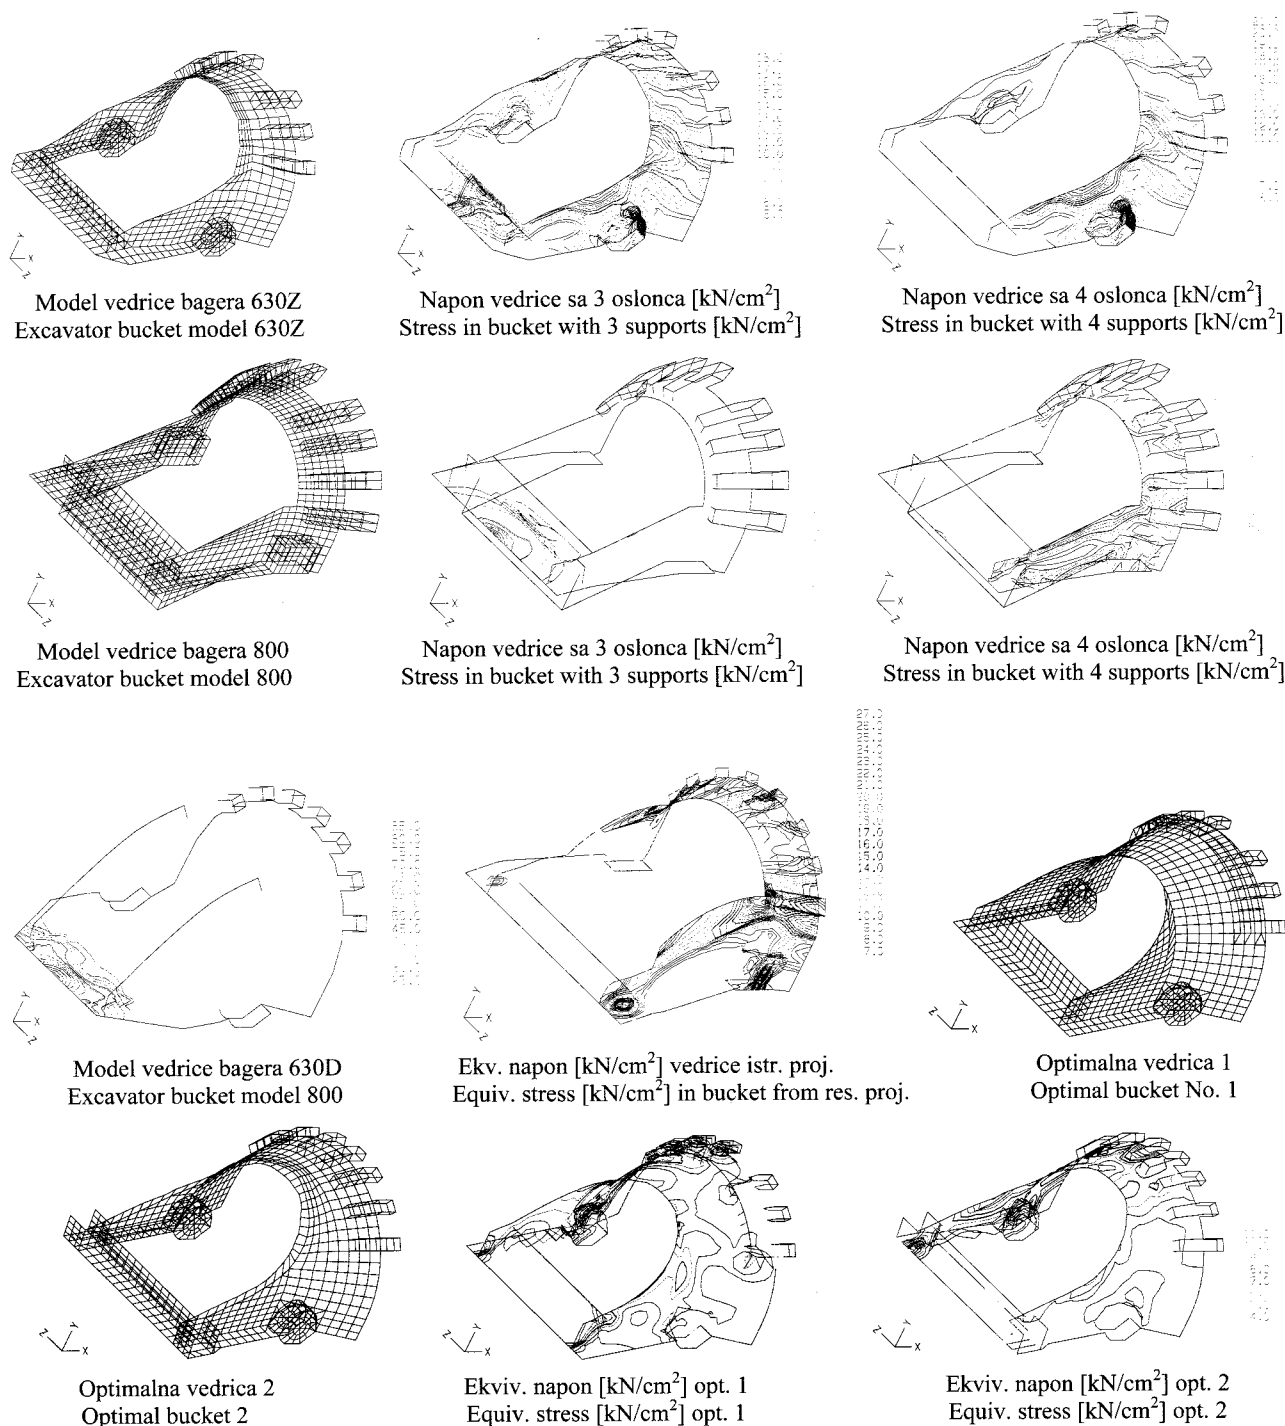 Model vedrice bagera 630Z
Excavator bucket model 630Z
Napon vedrice sa 3 oslonca [kN/cm²]
Stress in bucket with 3 supports [kN/cm²]
Napon vedrice sa 4 oslonca [kN/cm²]
Stress in bucket with 4 supports [kN/cm²]
Model vedrice bagera 800
Excavator bucket model 800
Napon vedrice sa 3 oslonca [kN/cm²]
Stress in bucket with 3 supports [kN/cm²]
Napon vedrice sa 4 oslonca [kN/cm²]
Stress in bucket with 4 supports [kN/cm²]
27.0
17.0
16.0
15.0
14.0
Model vedrice bagera 630D
Excavator bucket model 800
Ekv. napon [kN/cm²] vedrice istr. proj.
Equiv. stress [kN/cm²] in bucket from res. proj.
Optimalna vedrica 1
Optimal bucket No. 1
Optimalna vedrica 2
Optimal bucket 2
Ekviv. napon [kN/cm²] opt. 1
Equiv. stress [kN/cm²] opt. 1
Ekviv. napon [kN/cm²] opt. 2
Equiv. stress [kN/cm²] opt. 2